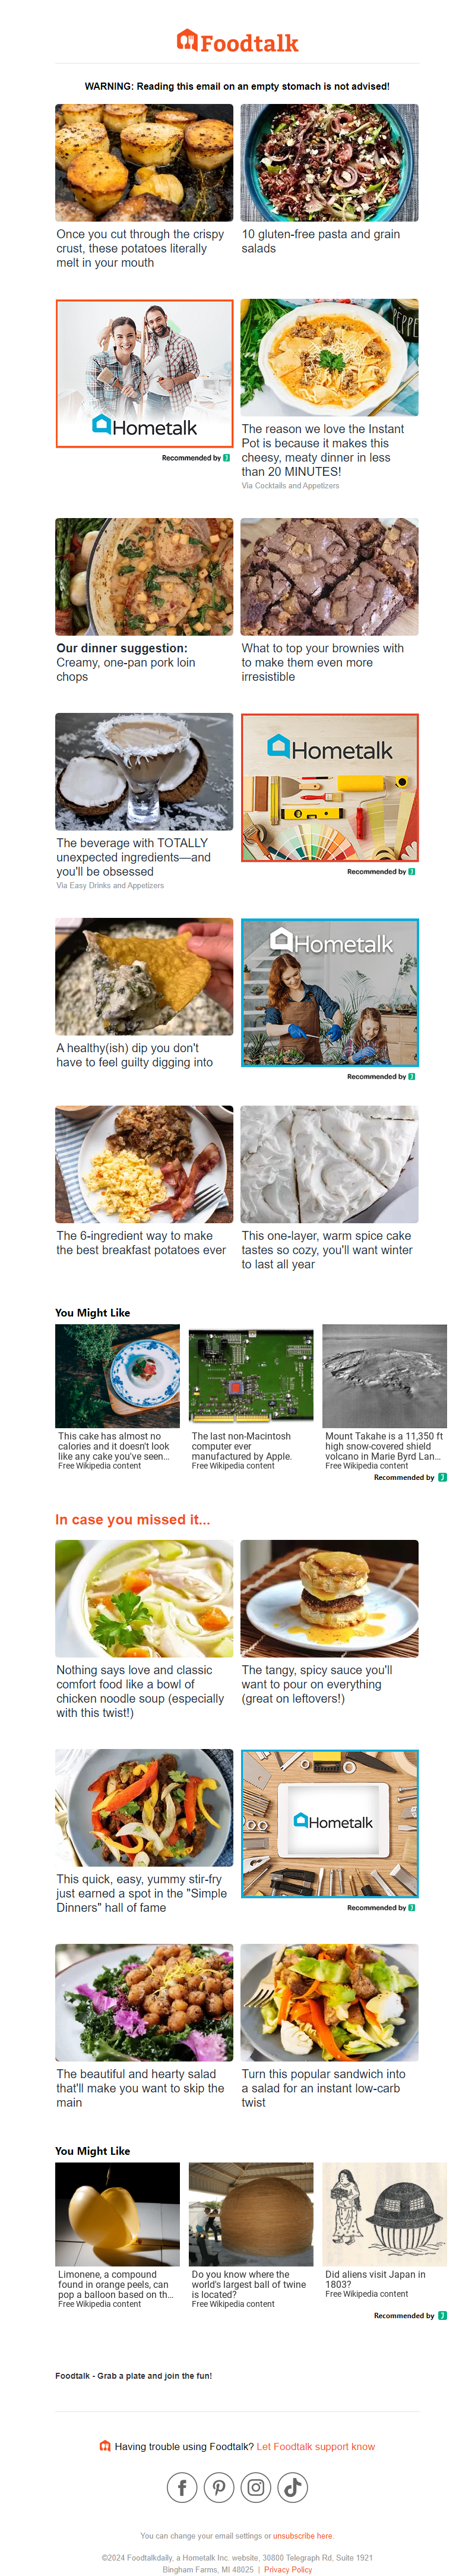 Foodtalk
WARNING: Reading this email on an empty stomach is not advised!
Once you cut through the crispy
crust, these potatoes literally
melt in your mouth
10 gluten-free pasta and grain
salads
Hometalk
Recommended by
PEPPE
The reason we love the Instant
Pot is because it makes this
cheesy, meaty dinner in less
than 20 MINUTES!
Via Cocktails and Appetizers
Our dinner suggestion:
Creamy, one-pan pork loin
chops
What to top your brownies with
to make them even more
irresistible
The beverage with TOTALLY
unexpected ingredients—and
you'll be obsessed
Via Easy Drinks and Appetizers
Hometalk
Recommended by
A healthy(ish) dip you don't
have to feel guilty digging into
Hometalk
Recommended by
The 6-ingredient way to make
the best breakfast potatoes ever
This one-layer, warm spice cake
tastes so cozy, you'll want winter
to last all year
You Might Like
This cake has almost no
calories and it doesn't look
like any cake you've seen...
Free Wikipedia content
The last non-Macintosh
computer ever
manufactured by Apple.
Free Wikipedia content
Mount Takahe is a 11,350 ft
high snow-covered shield
volcano in Marie Byrd Lan...
Free Wikipedia content
Recommended by
In case you missed it...
Nothing says love and classic
comfort food like a bowl of
chicken noodle soup (especially
with this twist!)
The tangy, spicy sauce you'll
want to pour on everything
(great on leftovers!)
This quick, easy, yummy stir-fry
just earned a spot in the "Simple
Dinners" hall of fame
Hometalk
Recommended by
The beautiful and hearty salad
that'll make you want to skip the
main
Turn this popular sandwich into
a salad for an instant low-carb
twist
You Might Like
Limonene, a compound
found in orange peels, can
pop a balloon based on th...
Free Wikipedia content
Do you know where the
world's largest ball of twine
is located?
Free Wikipedia content
Did aliens visit Japan in
1803?
Free Wikipedia content
Recommended by
Foodtalk - Grab a plate and join the fun!
Having trouble using Foodtalk? Let Foodtalk support know
You can change your email settings or unsubscribe here.
©2024 Foodtalkdaily, a Hometalk Inc. website, 30800 Telegraph Rd, Suite 1921
Bingham Farms, MI 48025 | Privacy Policy